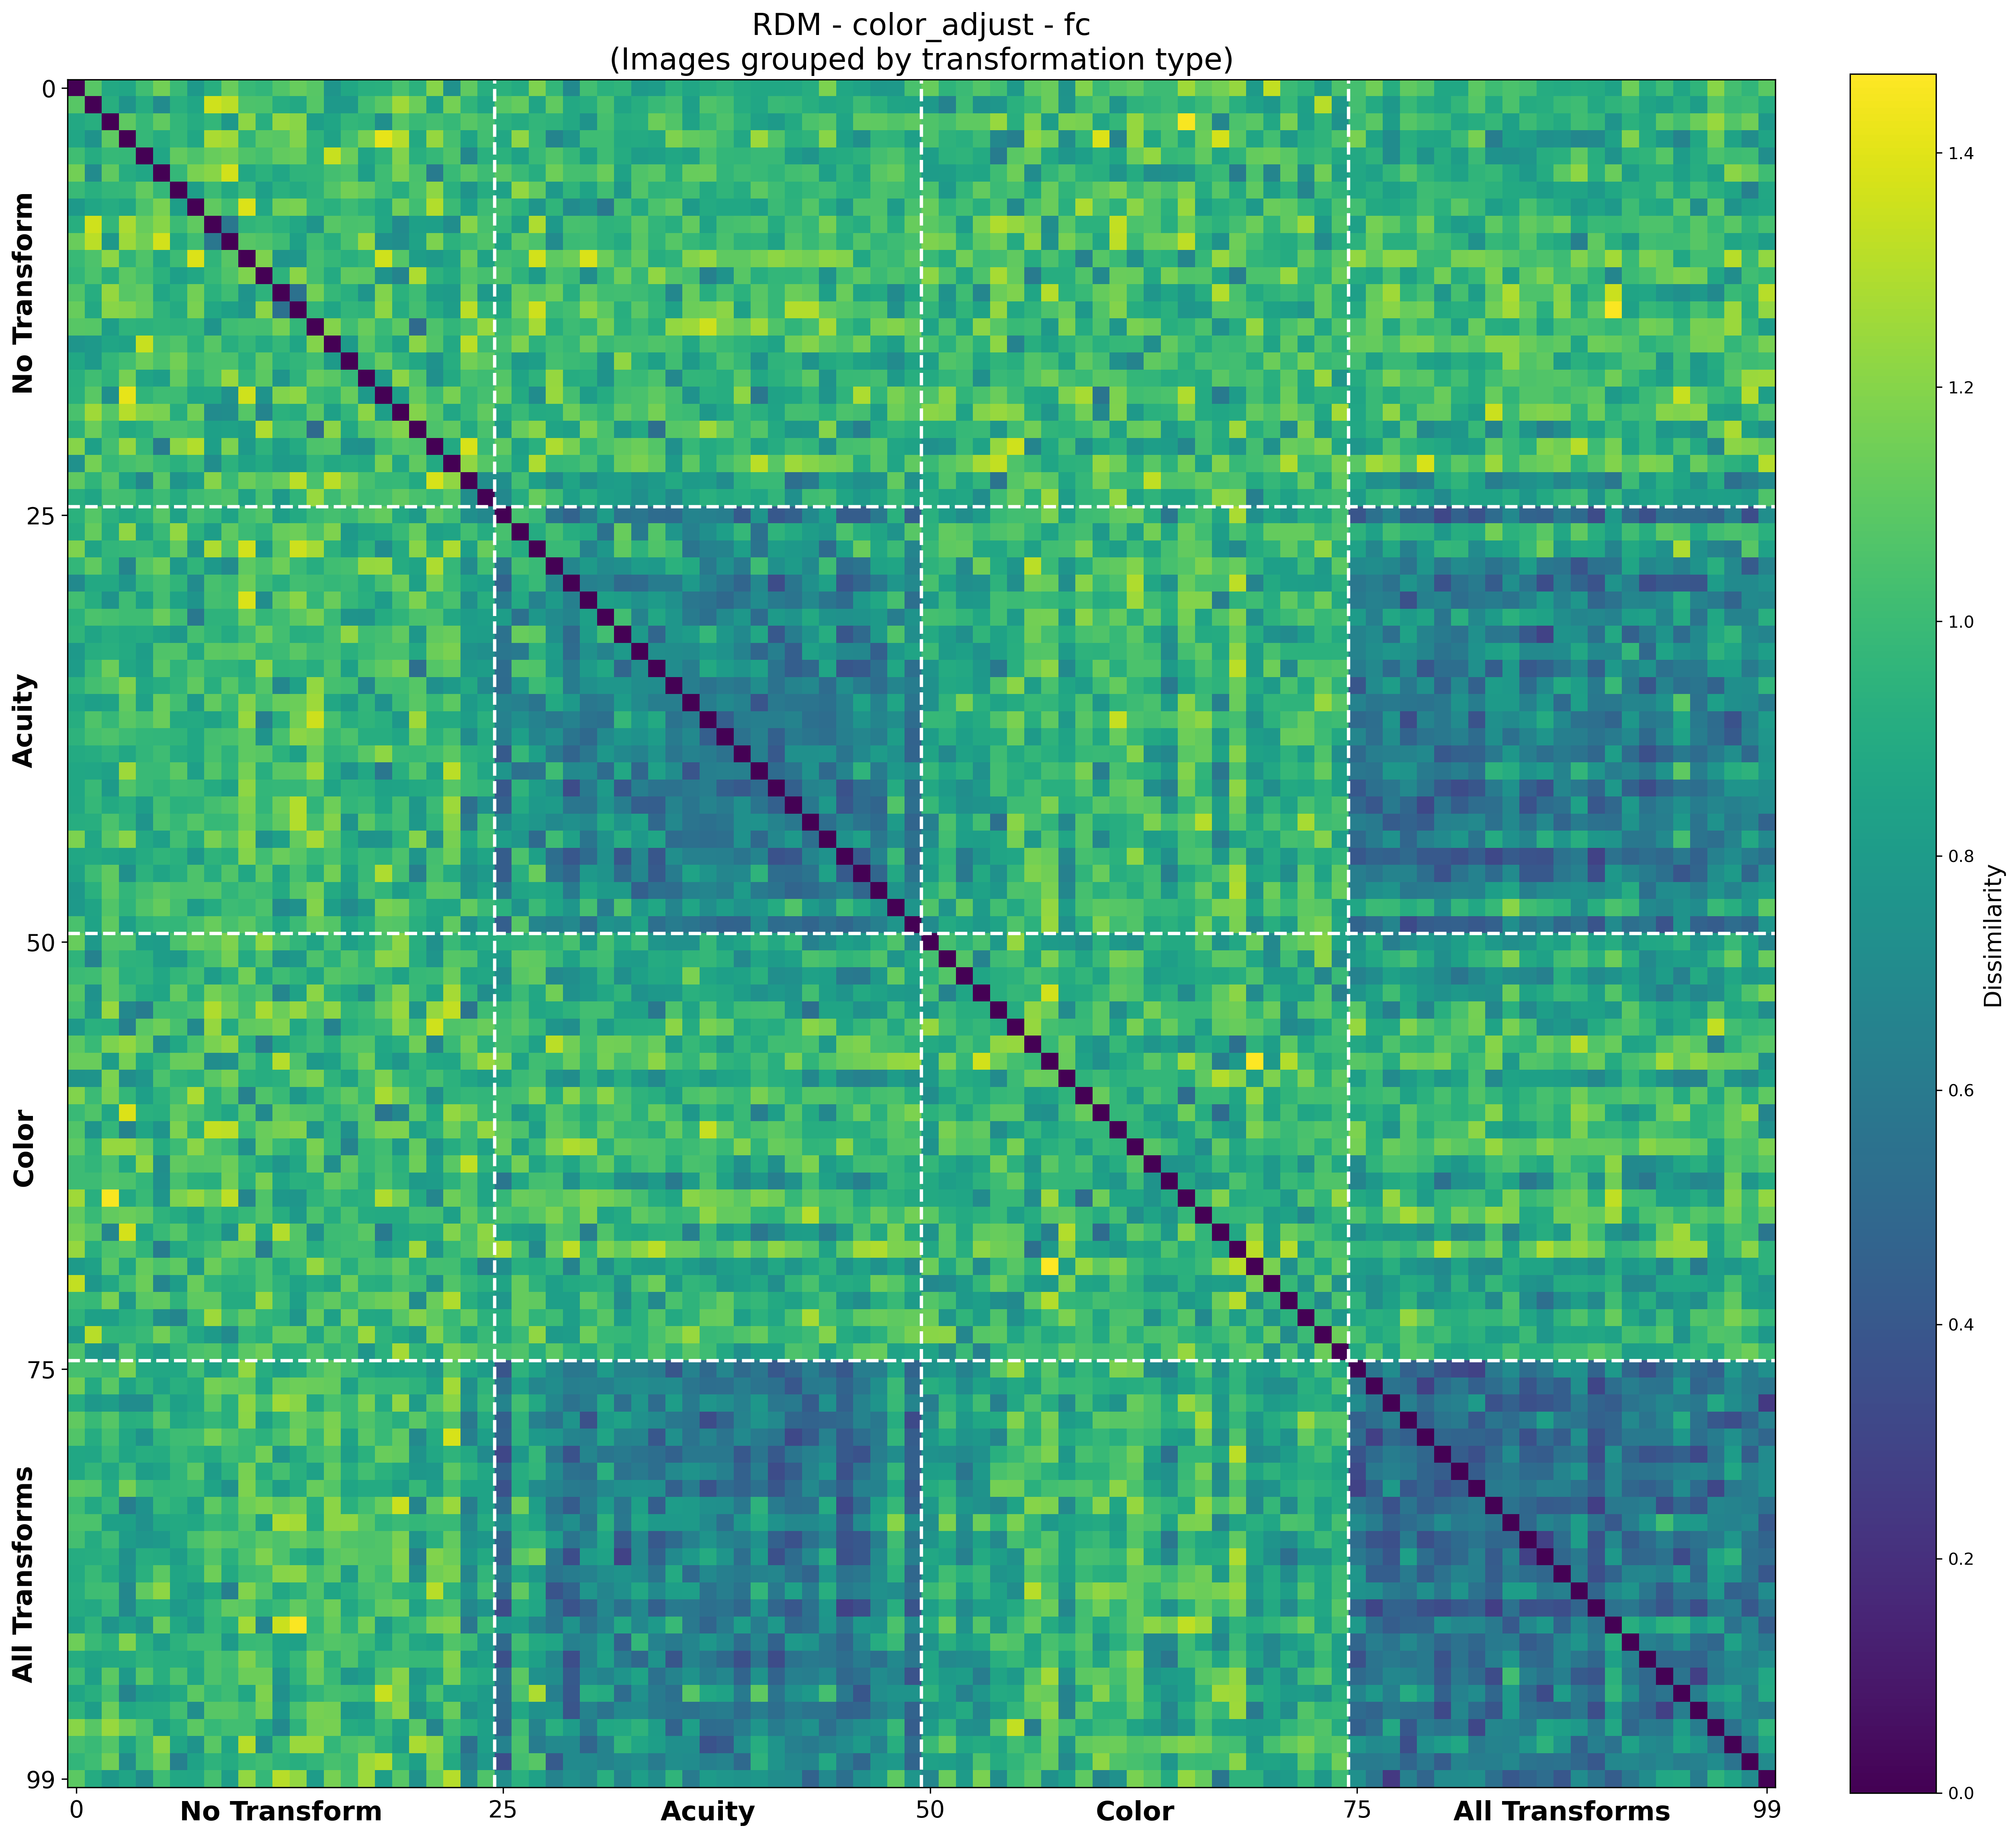 RDM - color_adjust - fc
(Images grouped by transformation type)
0
25
50
75
99
No Transform
Acuity
Color
All Transforms
0
25
50
75
99
No Transform
Acuity
Color
All Transforms
1.4
1.2
1.0
0.8
0.6
0.4
0.2
0.0
Dissimilarity